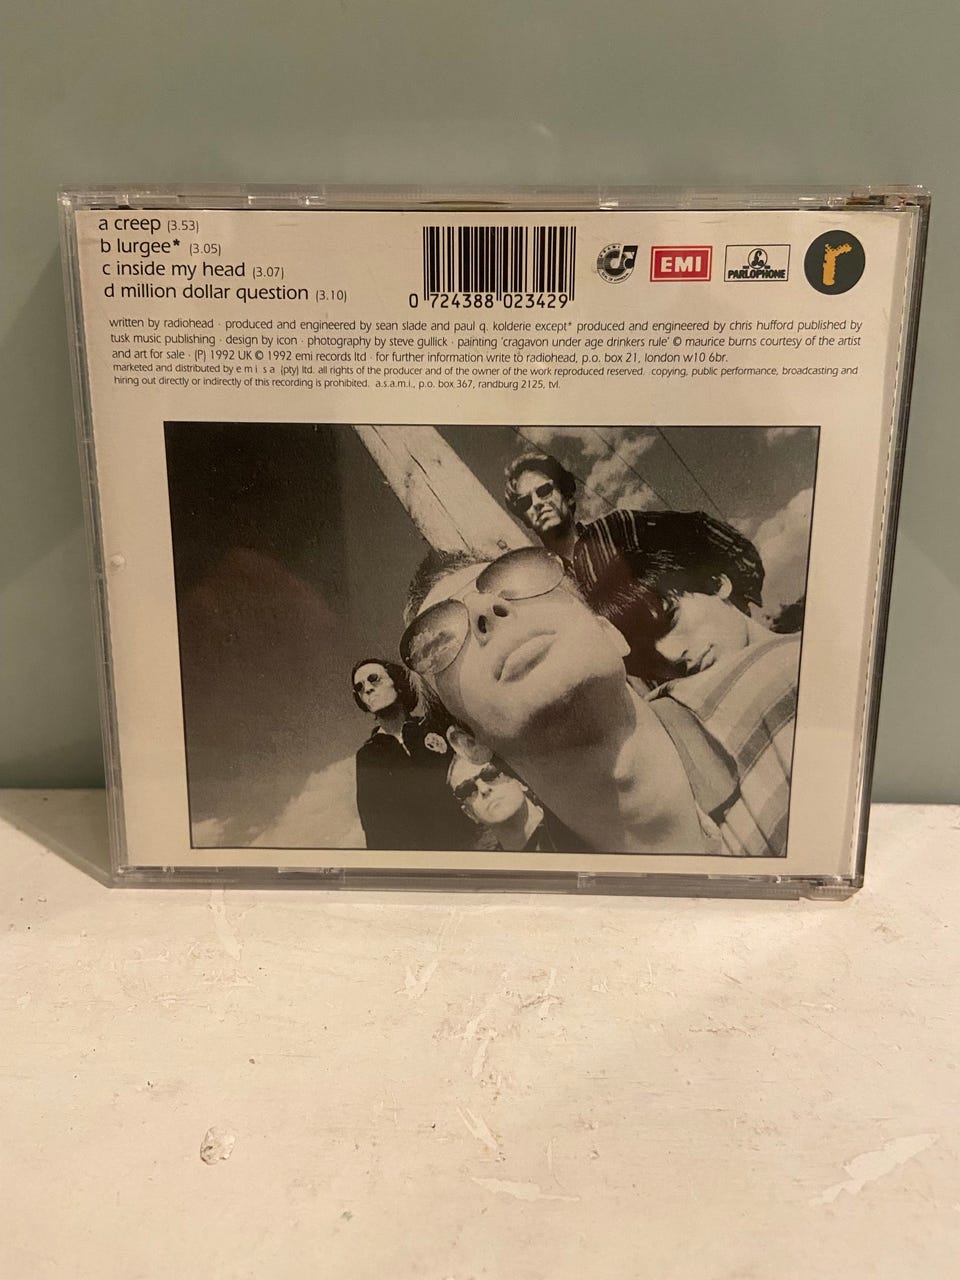 a creep (3.53)
b lurgee* (3.05)
c inside my head (3.07)
d million dollar question (3.10)
0 724388 023429
EMI
PARLOPHONE
r
written by radiohead · produced and engineered by sean slade and paul q. kolderie except* produced and engineered by chris hufford published by
tusk music publishing · design by icon · photography by steve gullick · painting 'cragavon under age drinkers rule' © maurice burns courtesy of the artist
and art for sale · (P) 1992 UK © 1992 emi records ltd · for further information write to radiohead, p.o. box 21, london w10 6br.
marketed and distributed by e m i s a (pty) ltd. all rights of the producer and of the owner of the work reproduced reserved. copying, public performance, broadcasting and
hiring out directly or indirectly of this recording is prohibited. a.s.a.m.i., p.o. box 367, randburg 2125, tvl.